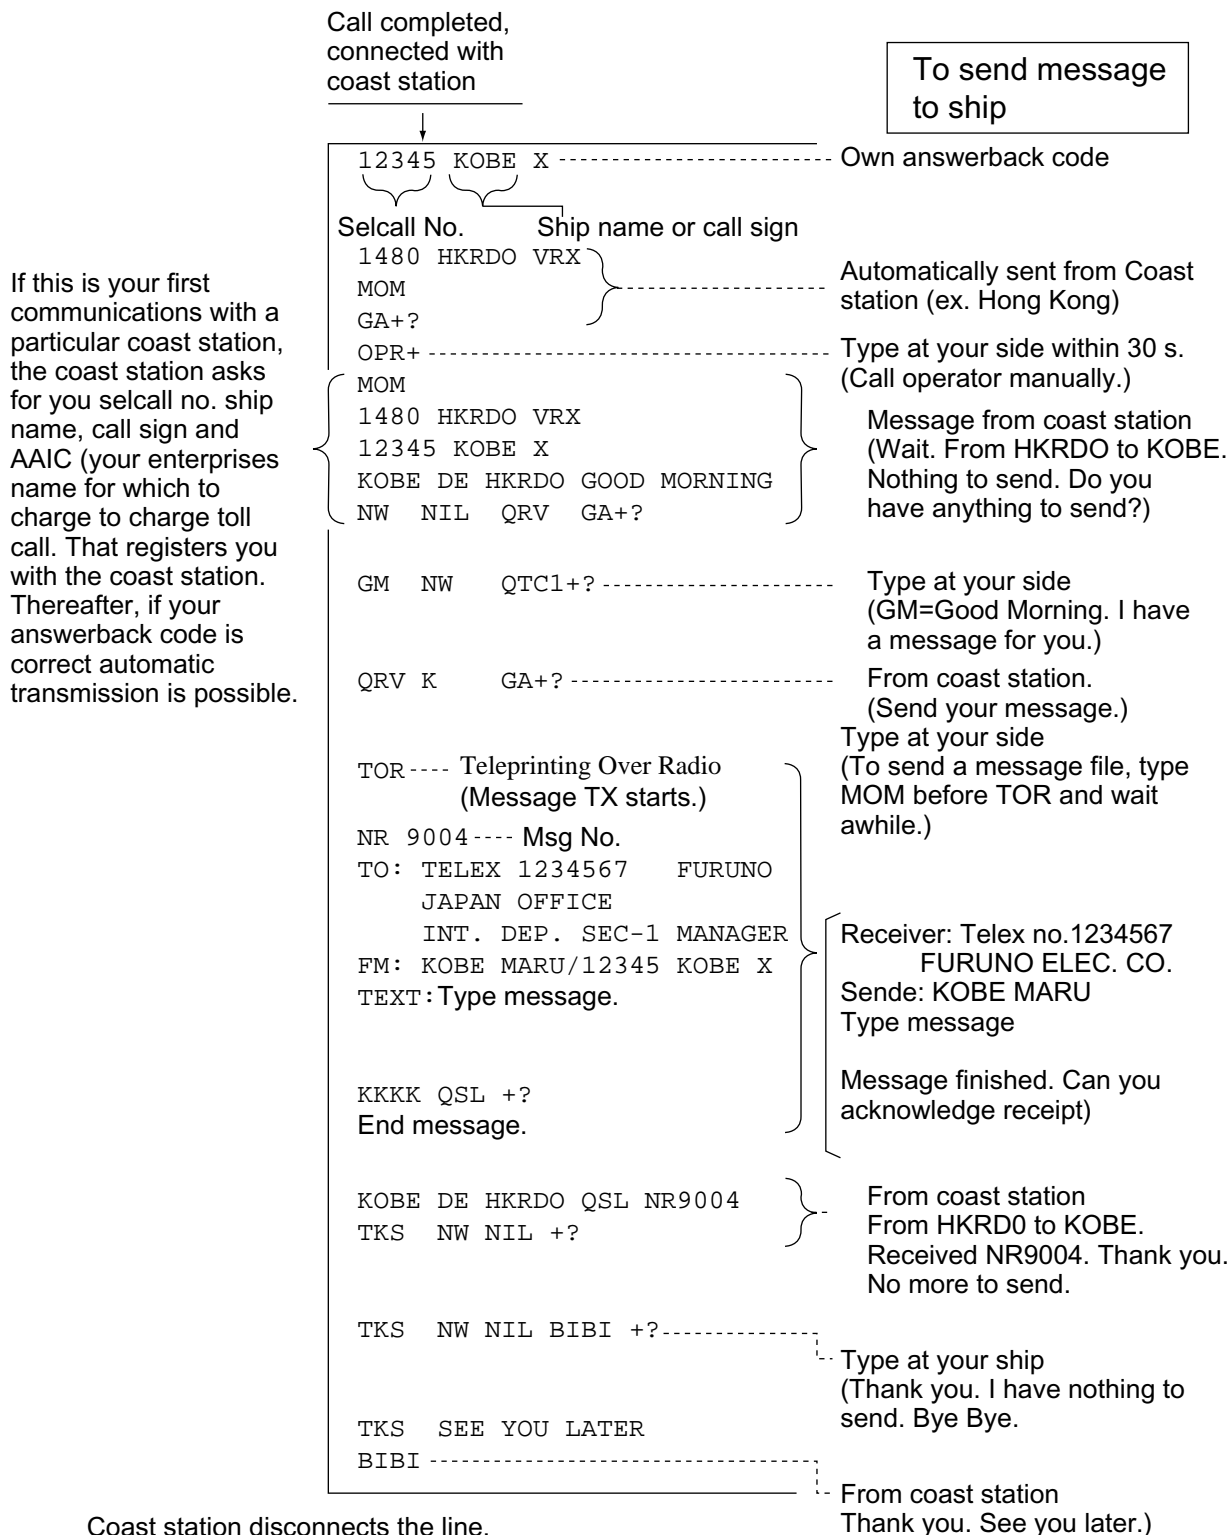 Call completed,
connected with
coast station
To send message
to ship
12345 KOBE X
Own answerback code
Selcall No.
Ship name or call sign
1480 HKRDO VRX
MOM
GA+?
Automatically sent from Coast
station (ex. Hong Kong)
OPR+
Type at your side within 30 s.
(Call operator manually.)
If this is your first
communications with a
particular coast station,
the coast station asks
for you selcall no. ship
name, call sign and
AAIC (your enterprises
name for which to
charge to charge toll
call. That registers you
with the coast station.
Thereafter, if your
answerback code is
correct automatic
transmission is possible.
MOM
1480 HKRDO VRX
12345 KOBE X
KOBE DE HKRDO GOOD MORNING
NW NIL QRV GA+?
Message from coast station
(Wait. From HKRDO to KOBE.
Nothing to send. Do you
have anything to send?)
GM NW QTC1+?
Type at your side
(GM=Good Morning. I have
a message for you.)
QRV K GA+?
From coast station.
(Send your message.)
Type at your side
(To send a message file, type
MOM before TOR and wait
awhile.)
TOR Teleprinting Over Radio
(Message TX starts.)
NR 9004 Msg No.
TO: TELEX 1234567 FURUNO
JAPAN OFFICE
INT. DEP. SEC-1 MANAGER
FM: KOBE MARU/12345 KOBE X
TEXT:Type message.
Receiver: Telex no.1234567
FURUNO ELEC. CO.
Sende: KOBE MARU
Type message
KKKK QSL +?
End message.
Message finished. Can you
acknowledge receipt)
KOBE DE HKRDO QSL NR9004
TKS NW NIL +?
From coast station
From HKRD0 to KOBE.
Received NR9004. Thank you.
No more to send.
TKS NW NIL BIBI +?
Type at your ship
(Thank you. I have nothing to
send. Bye Bye.
TKS SEE YOU LATER
BIBI
From coast station
Thank you. See you later.)
Coast station disconnects the line.